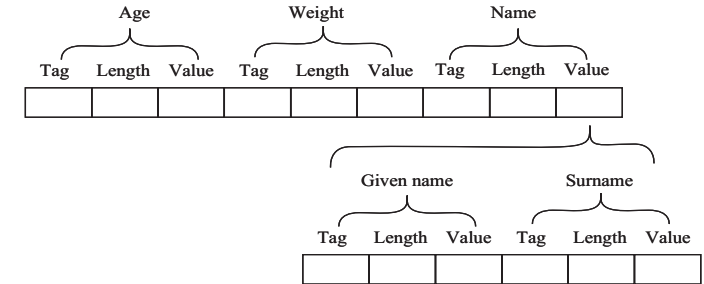 Age Weight Name
Tag Length Value Tag Length Value Tag Length Value
Given name Surname
Tag Length Value Tag Length Value